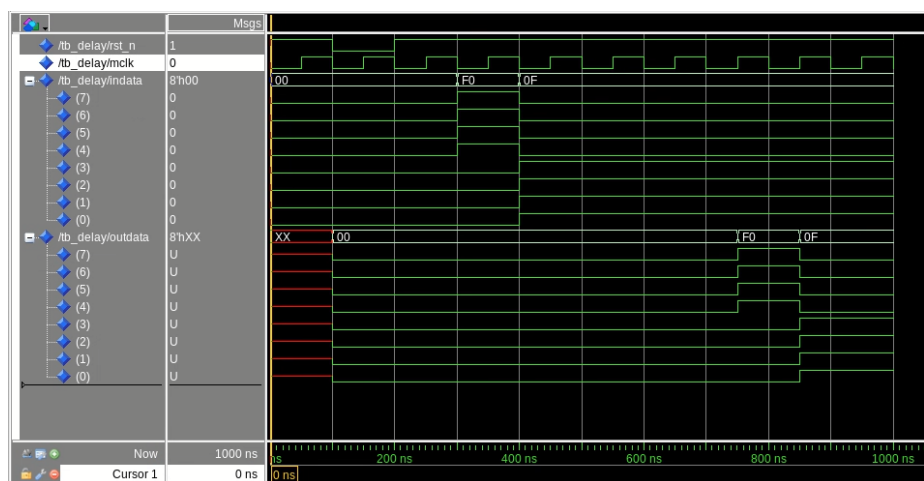 Msgs
/tb_delay/rst_n 1
/tb_delay/mclk 0
/tb_delay/indata 8'h00 00 F0 0F
(7) 0
(6) 0
(5) 0
(4) 0
(3) 0
(2) 0
(1) 0
(0) 0
/tb_delay/outdata 8'hXX XX 00 F0 0F
(7) U
(6) U
(5) U
(4) U
(3) U
(2) U
(1) U
(0) U
Now 1000 ns ns 200 ns 400 ns 600 ns 800 ns 1000 ns
Cursor 1 0 ns 0 ns